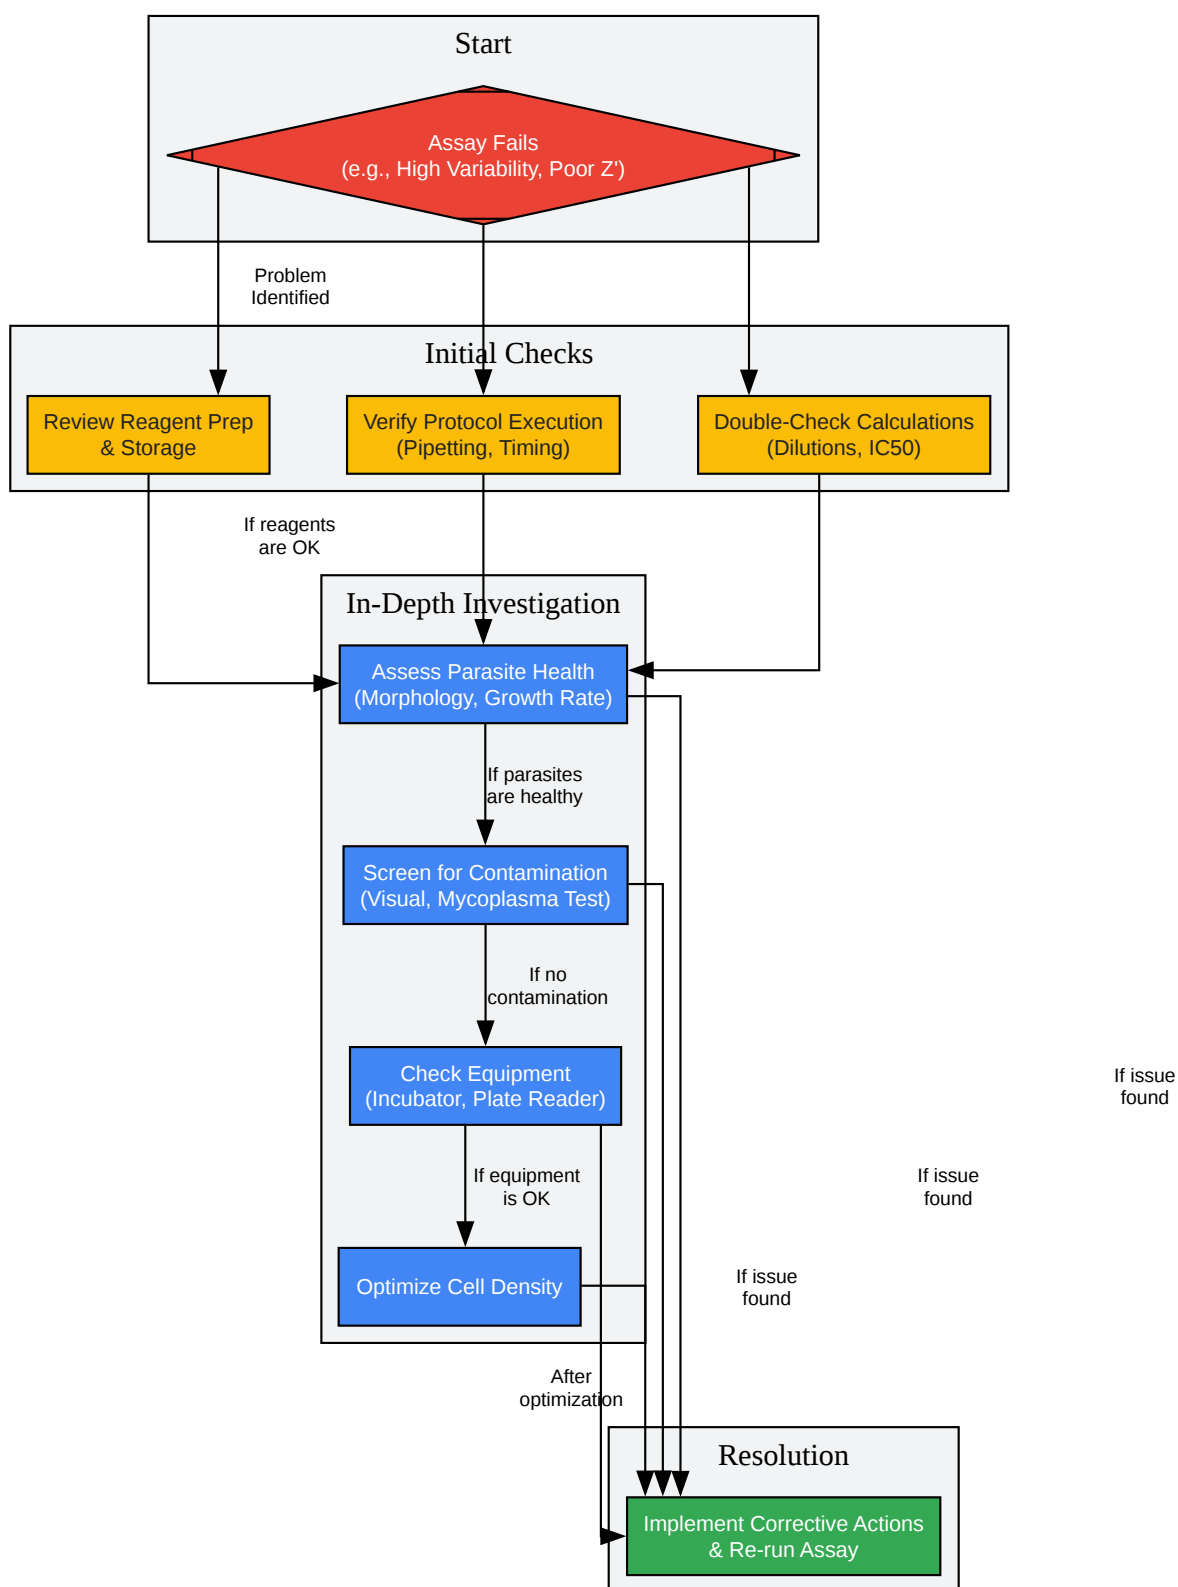 Start
Assay Fails
(e.g., High Variability, Poor Z')
Problem
Identified
Initial Checks
Review Reagent Prep
& Storage
Verify Protocol Execution
(Pipetting, Timing)
Double-Check Calculations
(Dilutions, IC50)
If reagents
are OK
In-Depth Investigation
Assess Parasite Health
(Morphology, Growth Rate)
If parasites
are healthy
Screen for Contamination
(Visual, Mycoplasma Test)
If no
contamination
Check Equipment
(Incubator, Plate Reader)
If issue
found
If equipment
is OK
If issue
found
Optimize Cell Density
If issue
found
After
optimization
Resolution
Implement Corrective Actions
& Re-run Assay